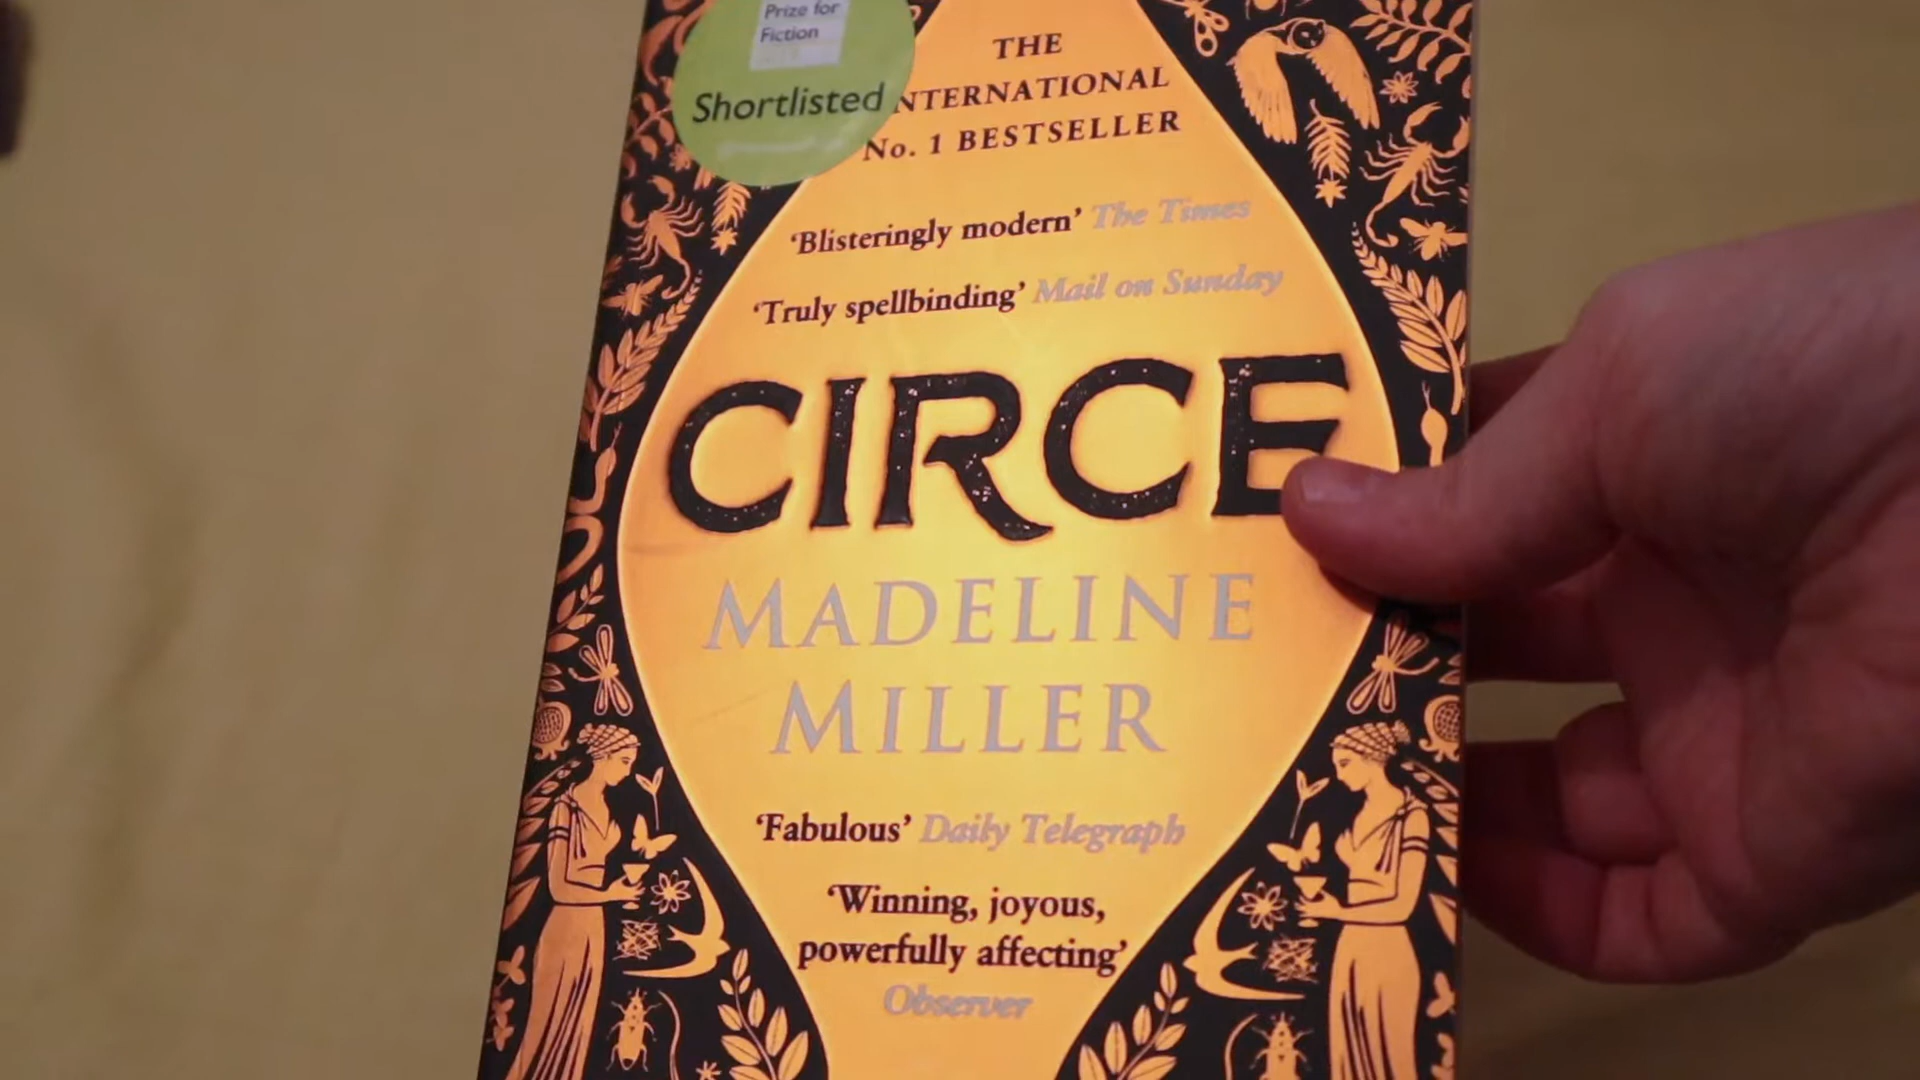 Prize for
Fiction
Shortlisted
THE
NTERNATIONAL
No. 1 BESTSELLER
‘Blisteringly modern’ The Times
‘Truly spellbinding’ Mail on Sunday
CIRCE
MADELINE
MILLER
‘Fabulous’ Daily Telegraph
‘Winning, joyous,
powerfully affecting’
Observer